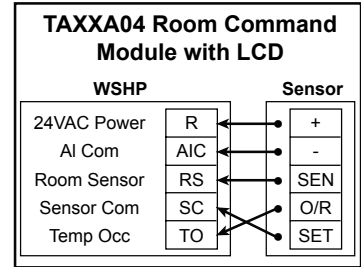 TAXXA04 Room Command
Module with LCD
WSHP Sensor
24VAC Power R +
AI Com AIC -
Room Sensor RS SEN
Sensor Com SC O/R
Temp Occ TO SET